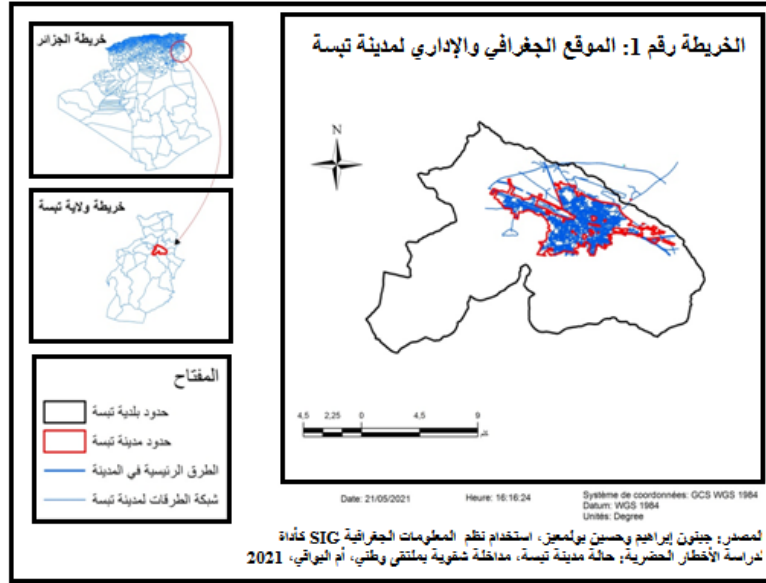 الخريطة رقم 1: الموقع الجغرافي والإداري لمدينة تبسة
خريطة الجزائر
خريطة ولاية تبسة
N
المفتاح
حدود بلدية تبسة
حدود مدينة تبسة
الطرق الرئيسية في المدينة
شبكة الطرقات لمدينة تبسة
4,5 2,25 0 4,5 9
كلم
Date: 21/05/2021 Heure: 16:16:24 Système de coordonnées: GCS WGS 1984
Datum: WGS 1984
Unités: Degree
المصدر: جبنون إبراهيم وحسين بولمعيز، استخدام نظم المعلومات الجغرافية SIG كأداة
لدراسة الأخطار الحضرية: حالة مدينة تبسة، مداخلة شفوية بملتقى وطني، أم البواقي، 2021